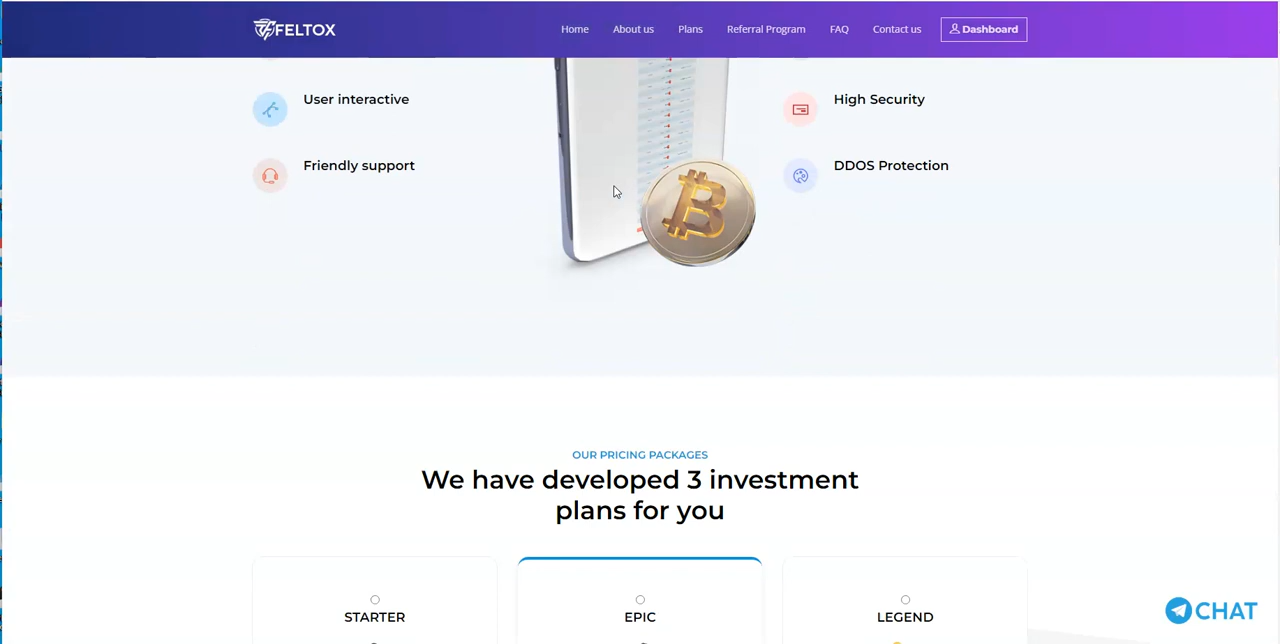 FELTOX
Home About us Plans Referral Program FAQ Contact us Dashboard
User interactive
High Security
Friendly support
DDOS Protection
OUR PRICING PACKAGES
We have developed 3 investment
plans for you
STARTER
EPIC
LEGEND
CHAT